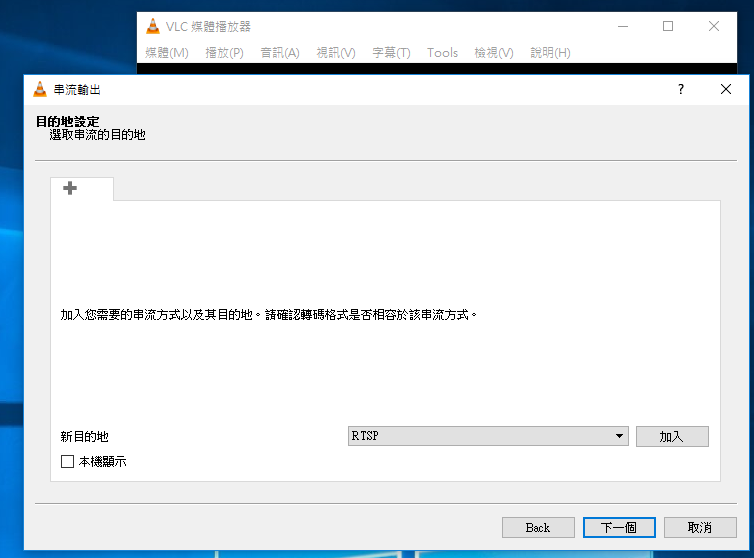 VLC 媒體播放器
媒體(M) 播放(P) 音訊(A) 視訊(V) 字幕(T) Tools 檢視(V) 說明(H)
串流輸出
目的地設定
選取串流的目的地
加入您需要的串流方式以及其目的地。請確認轉碼格式是否相容於該串流方式。
新目的地 RTSP 加入
本機顯示
Back 下一個 取消